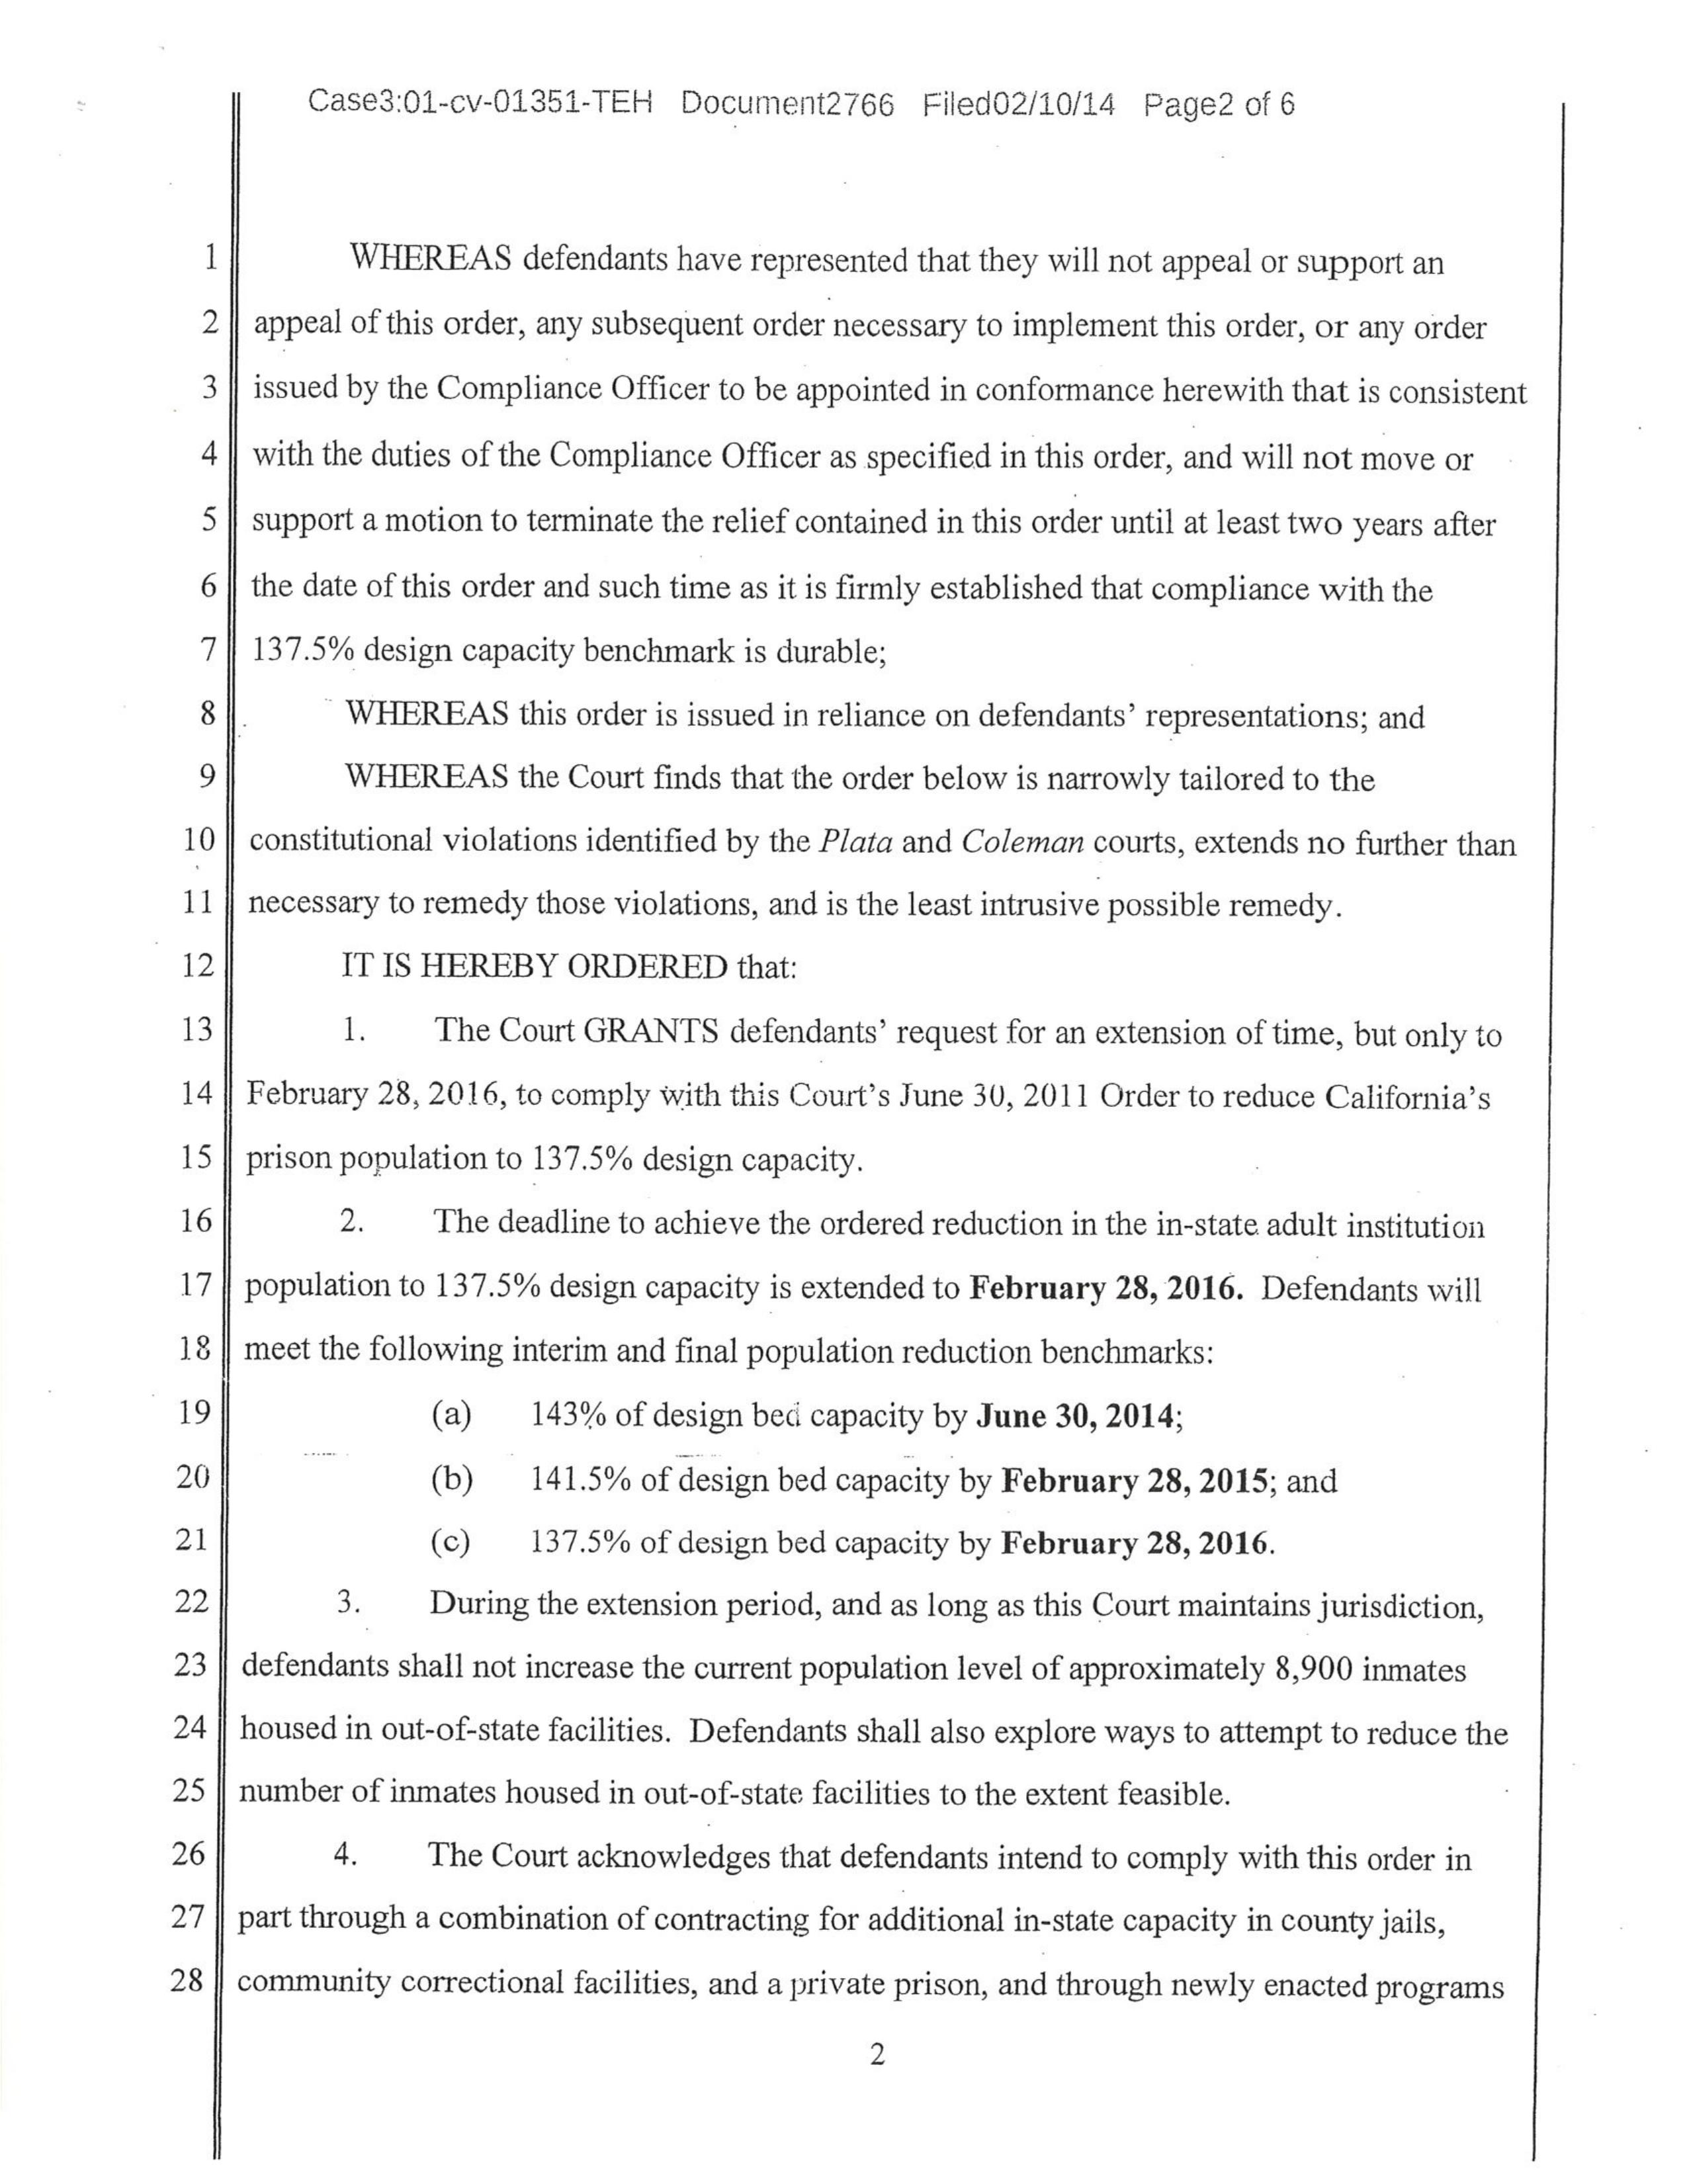 Case3:01-cv-01351-TEH Document2766 Filed02/10/14 Page2 of 6
1 WHEREAS defendants have represented that they will not appeal or support an
2 appeal of this order, any subsequent order necessary to implement this order, or any order
3 issued by the Compliance Officer to be appointed in conformance herewith that is consistent
4 with the duties of the Compliance Officer as specified in this order, and will not move or
5 support a motion to terminate the relief contained in this order until at least two years after
6 the date of this order and such time as it is firmly established that compliance with the
7 137.5% design capacity benchmark is durable;
8 WHEREAS this order is issued in reliance on defendants' representations; and
9 WHEREAS the Court finds that the order below is narrowly tailored to the
10 constitutional violations identified by the Plata and Coleman courts, extends no further than
11 necessary to remedy those violations, and is the least intrusive possible remedy.
12 IT IS HEREBY ORDERED that:
13 1. The Court GRANTS defendants' request for an extension of time, but only to
14 February 28, 2016, to comply with this Court's June 30, 2011 Order to reduce California's
15 prison population to 137.5% design capacity.
16 2. The deadline to achieve the ordered reduction in the in-state adult institution
17 population to 137.5% design capacity is extended to February 28, 2016. Defendants will
18 meet the following interim and final population reduction benchmarks:
19 (a) 143% of design bed capacity by June 30, 2014;
20 (b) 141.5% of design bed capacity by February 28, 2015; and
21 (c) 137.5% of design bed capacity by February 28, 2016.
22 3. During the extension period, and as long as this Court maintains jurisdiction,
23 defendants shall not increase the current population level of approximately 8,900 inmates
24 housed in out-of-state facilities. Defendants shall also explore ways to attempt to reduce the
25 number of inmates housed in out-of-state facilities to the extent feasible.
26 4. The Court acknowledges that defendants intend to comply with this order in
27 part through a combination of contracting for additional in-state capacity in county jails,
28 community correctional facilities, and a private prison, and through newly enacted programs
2